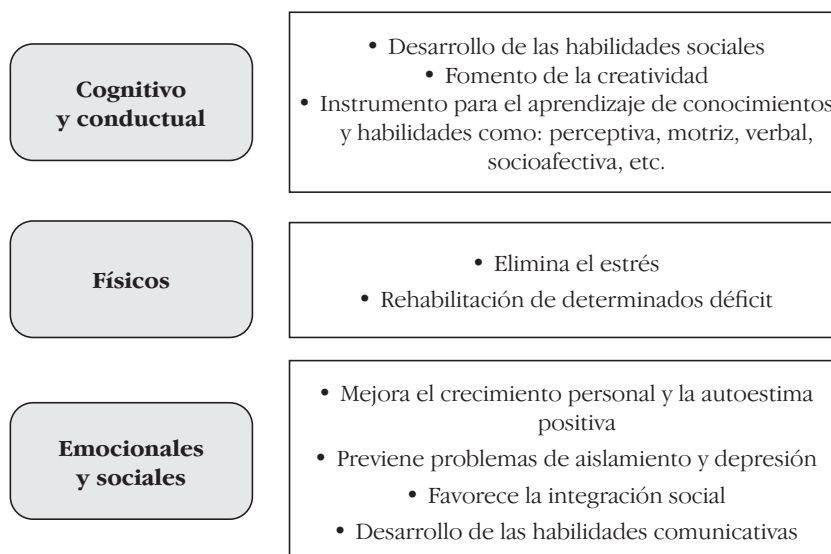 Cognitivo
y conductual
• Desarrollo de las habilidades sociales
• Fomento de la creatividad
• Instrumento para el aprendizaje de conocimientos
y habilidades como: perceptiva, motriz, verbal,
socioafectiva, etc.
Físicos
• Elimina el estrés
• Rehabilitación de determinados déficit
Emocionales
y sociales
• Mejora el crecimiento personal y la autoestima
positiva
• Previene problemas de aislamiento y depresión
• Favorece la integración social
• Desarrollo de las habilidades comunicativas